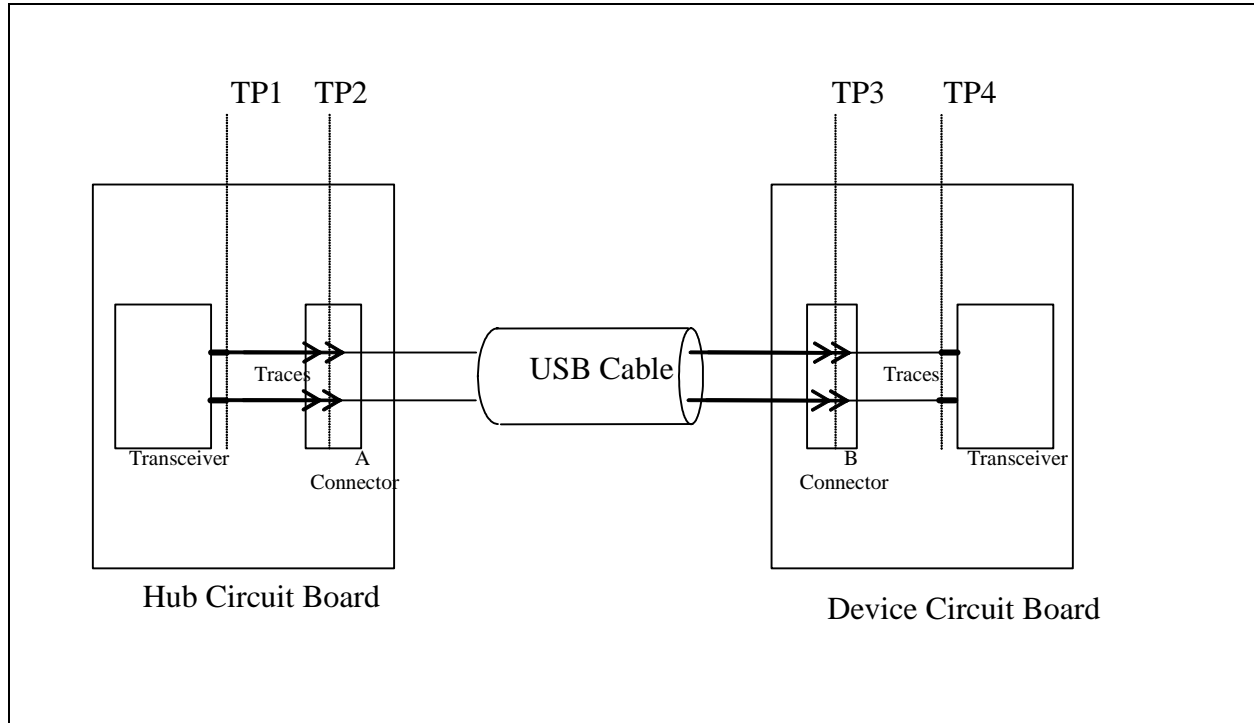 TP1 TP2 TP3 TP4
USB Cable
Traces Traces
Transceiver A B Transceiver
Connector Connector
Hub Circuit Board
Device Circuit Board